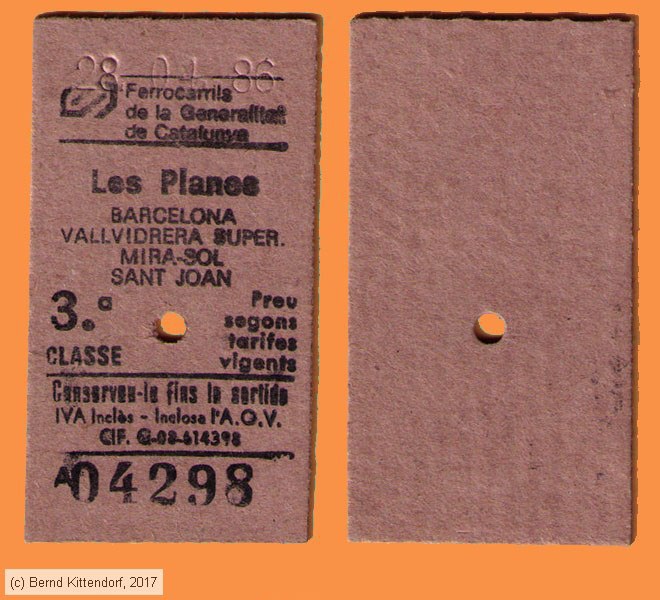 28.04.86
Ferrocarrils
de la Generalitat
de Catalunya
Les Planes
BARCELONA
VALLVIDRERA SUPER.
MIRA-SOL
SANT JOAN
3.a
CLASSE
Preu
segons
tarifes
vigents
Conserveu-lo fins la sortida
IVA Inclòs - Inclosa l'A.O.V.
CIF. Q-08-614398
A04298
(c) Bernd Kittendorf, 2017